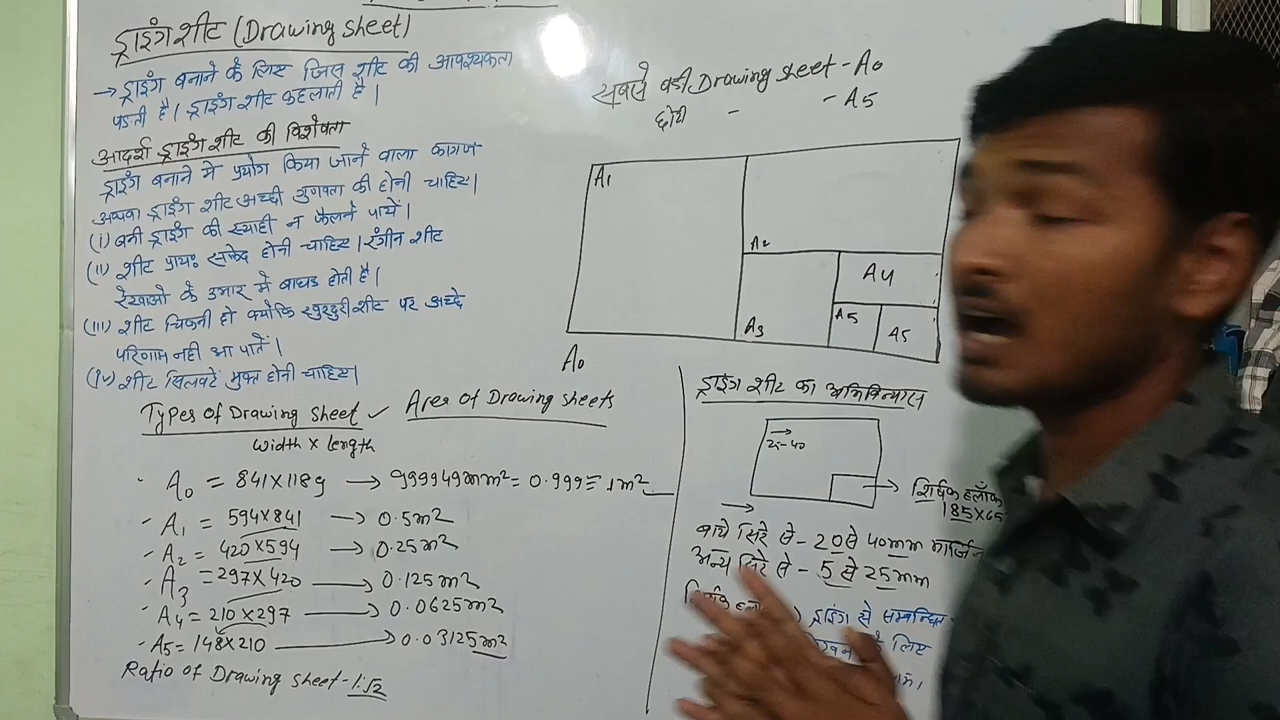 ड्राइंग शीट (Drawing sheet)
→ ड्राइंग बनाने के लिए जिस शीट की आवश्यकता
पडती है। ड्राइंग शीट कहलाती है।
आदर्श ड्राइंग शीट की विशेषता
ड्राइंग बनाने मे प्रयोग किया जाने वाला कागज
अथवा ड्राइंग शीट अच्छी गुणवता की होनी चाहिए।
(i) बनी ड्राइंग की स्याही न फैलने पाये।
(ii) शीट प्रायः सफेद होनी चाहिए। रंगीन शीट
रेखाओ के उभार में बाधक होती है।
(iii) शीट चिकनी हो क्योकि खुरदुरी शीट पर अच्छे
परिणाम नही आ पाते।
(iv) शीट सिलवटें मुक्त होनी चाहिए।
Types of Drawing sheet ✓ Area of Drawing sheets
width x length
A0 = 841x1189 → 999949mm² = 0.999 = 1m²
A1 = 594x841 → 0.5m²
A2 = 420x594 → 0.25m²
A3 = 297x420 → 0.125m²
A4 = 210x297 → 0.0625m²
A5 = 148x210 → 0.03125m²
Ratio of Drawing sheet - 1:√2
सबसे बडी Drawing sheet - A0
छोटी - - A5
A1
A2
A4
A3
A5
A5
A0
ड्राइंग शीट का अभिविन्यास
25-40
→ शिर्षक ब्लॉक
185x65
बाये सिरे से - 20 से 40mm मार्जिन
अन्य सिरे से - 5 से 25mm
ड्राइंग से सम्बन्धित
के लिए